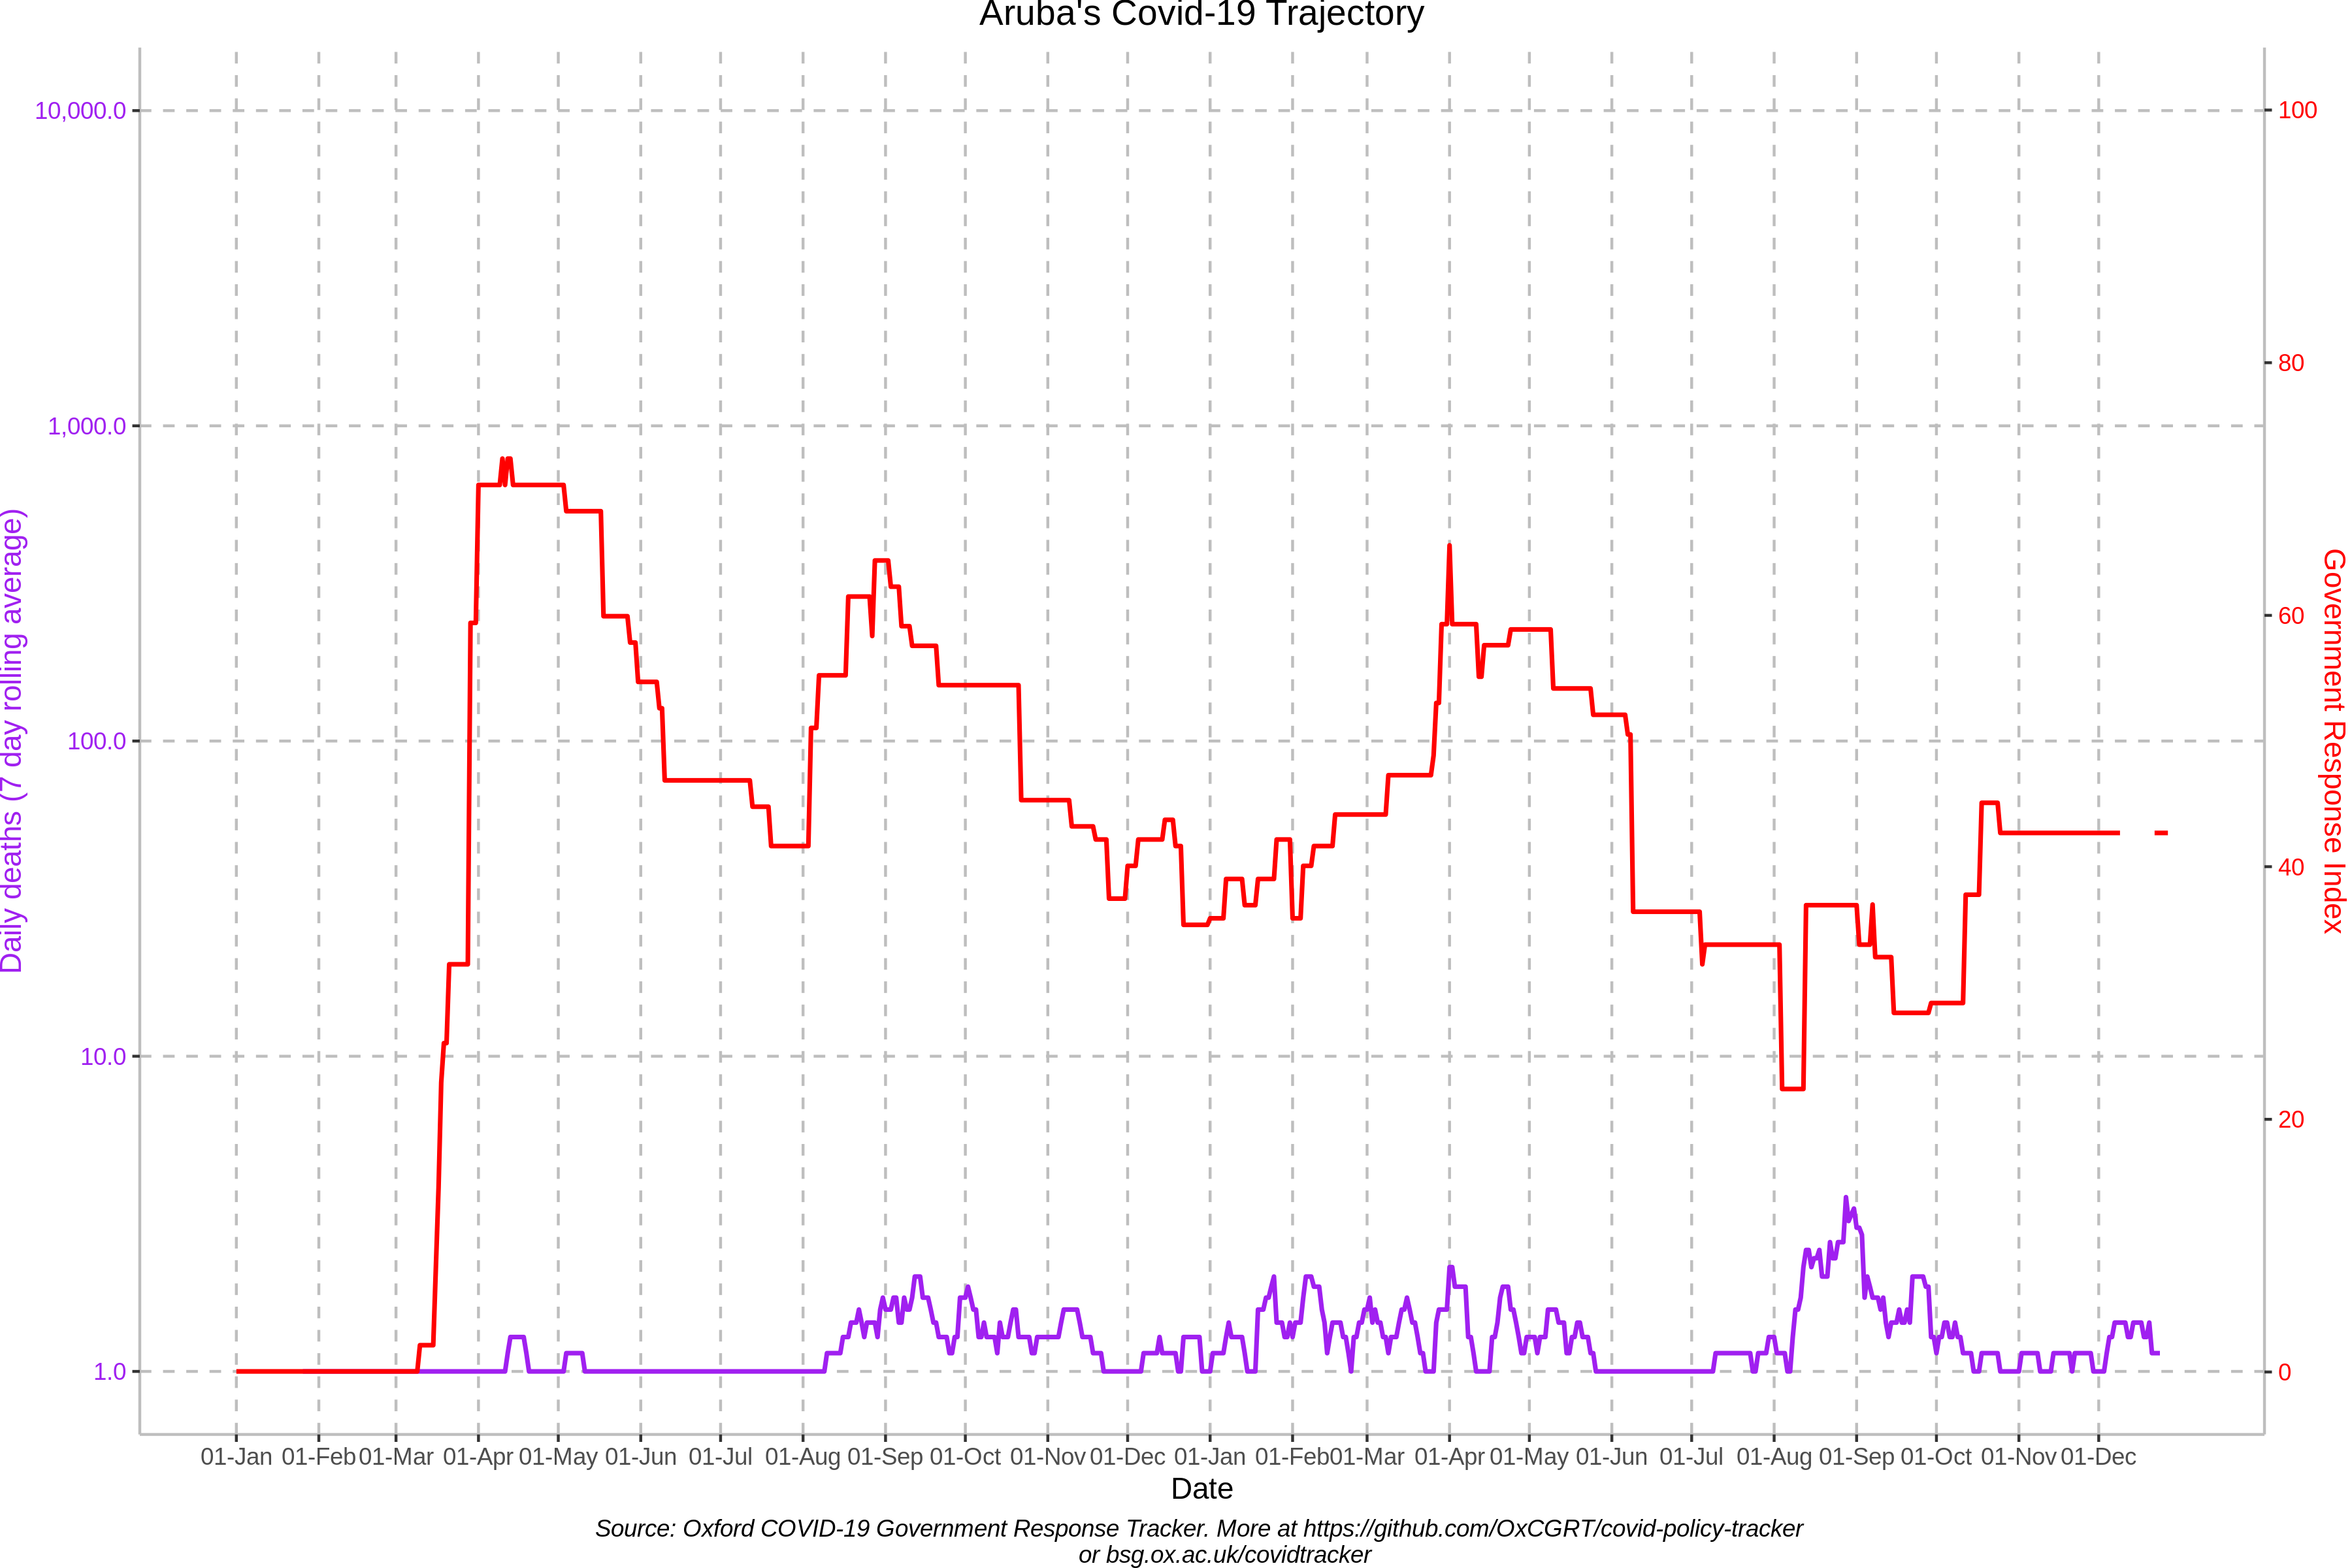 Aruba's Covid-19 Trajectory
10,000.0
1,000.0
100.0
10.0
1.0
Daily deaths (7 day rolling average)
100
80
60
40
20
0
Government Response Index
01-Jan 01-Feb 01-Mar 01-Apr 01-May 01-Jun 01-Jul 01-Aug 01-Sep 01-Oct 01-Nov 01-Dec 01-Jan 01-Feb 01-Mar 01-Apr 01-May 01-Jun 01-Jul 01-Aug 01-Sep 01-Oct 01-Nov 01-Dec
Date
Source: Oxford COVID-19 Government Response Tracker. More at https://github.com/OxCGRT/covid-policy-tracker
or bsg.ox.ac.uk/covidtracker